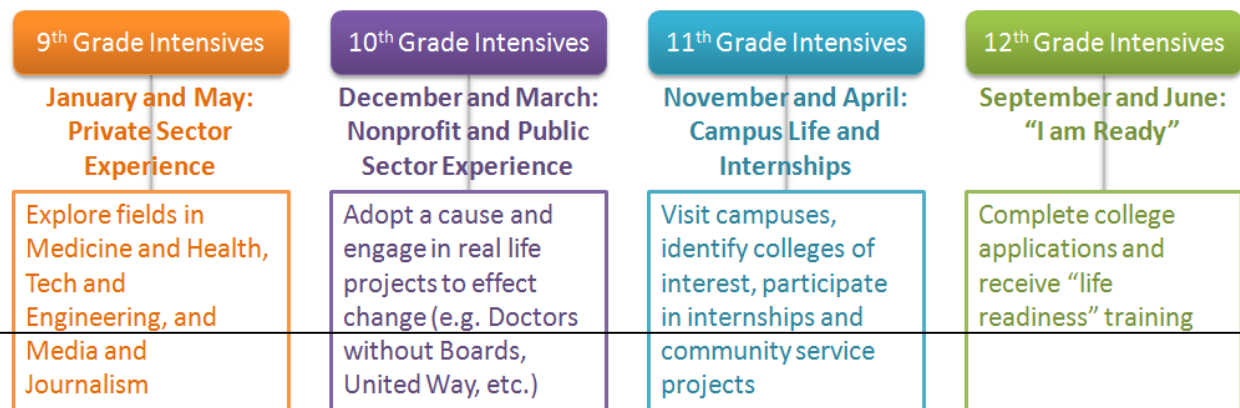 9th Grade Intensives
January and May:
Private Sector
Experience
Explore fields in
Medicine and Health,
Tech and
Engineering, and
Media and
Journalism
10th Grade Intensives
December and March:
Nonprofit and Public
Sector Experience
Adopt a cause and
engage in real life
projects to effect
change (e.g. Doctors
without Boards,
United Way, etc.)
11th Grade Intensives
November and April:
Campus Life and
Internships
Visit campuses,
identify colleges of
interest, participate
in internships and
community service
projects
12th Grade Intensives
September and June:
“I am Ready”
Complete college
applications and
receive “life
readiness” training